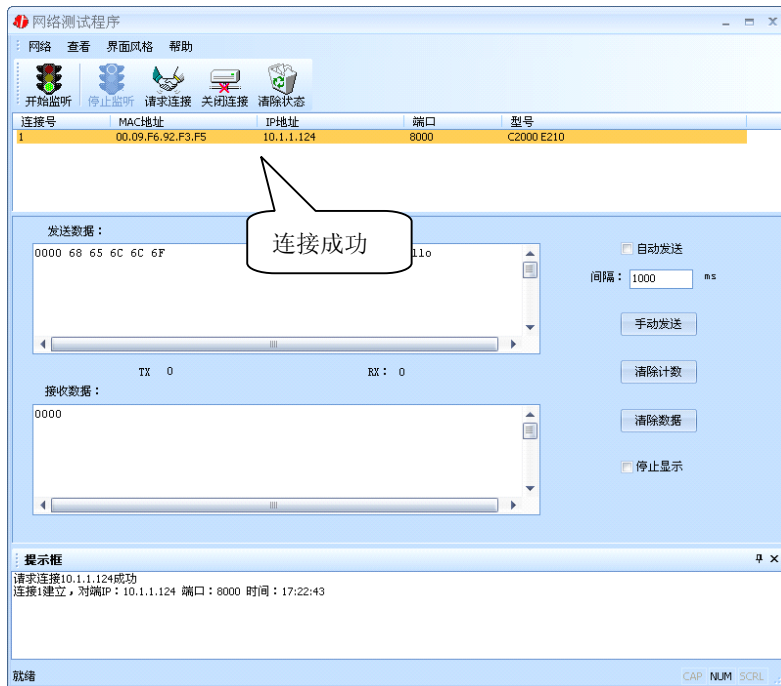 网络测试程序
网络 查看 界面风格 帮助
开始监听 停止监听 请求连接 关闭连接 清除状态
连接号 MAC地址 IP地址 端口 型号
1 00.09.F6.92.F3.F5 10.1.1.124 8000 C2000 E210
连接成功
发送数据：
0000 68 65 6C 6C 6F llo
自动发送
间隔： 1000 ms
手动发送
TX 0 RX： 0
清除计数
接收数据：
0000
清除数据
停止显示
提示框
请求连接10.1.1.124成功
连接1建立，对端IP：10.1.1.124 端口：8000 时间：17:22:43
就绪 CAP NUM SCRL